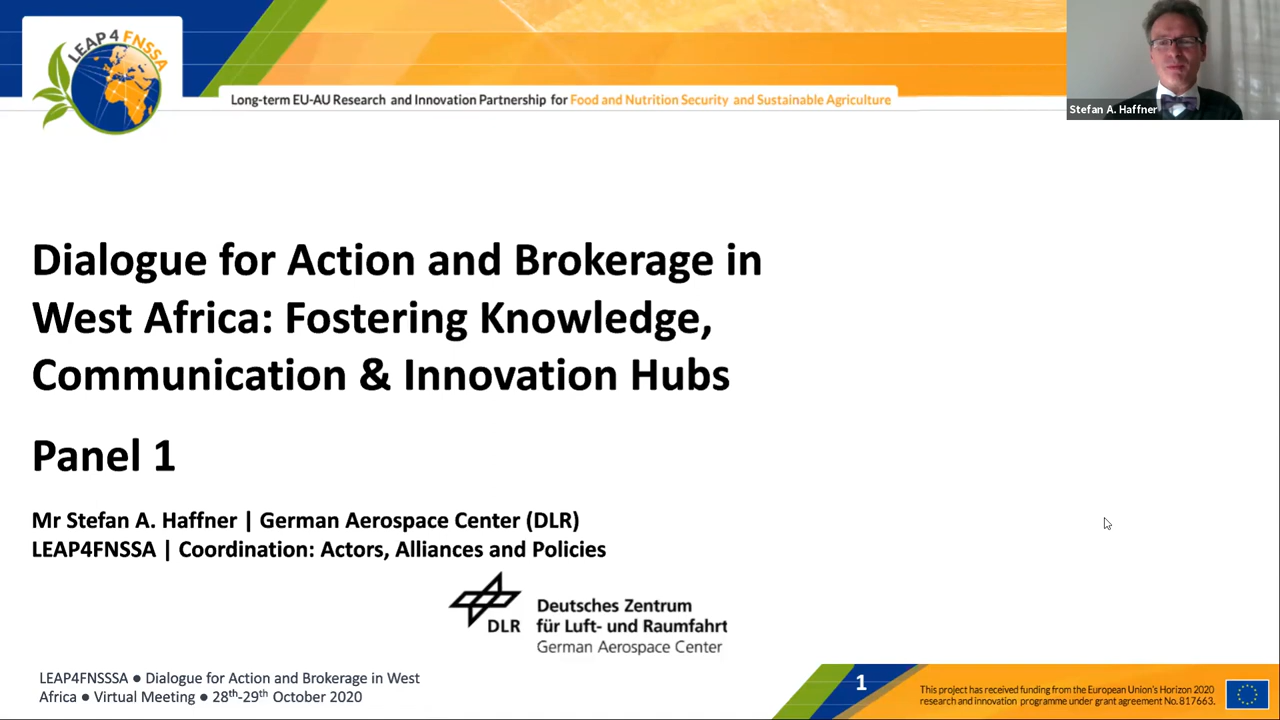 LEAP 4 FNSSA
Long-term EU-AU Research and Innovation Partnership for Food and Nutrition Security and Sustainable Agriculture
Stefan A. Haffner
Dialogue for Action and Brokerage in
West Africa: Fostering Knowledge,
Communication & Innovation Hubs
Panel 1
Mr Stefan A. Haffner | German Aerospace Center (DLR)
LEAP4FNSSA | Coordination: Actors, Alliances and Policies
DLR
Deutsches Zentrum
für Luft- und Raumfahrt
German Aerospace Center
LEAP4FNSSSA ● Dialogue for Action and Brokerage in West
Africa ● Virtual Meeting ● 28th-29th October 2020
1
This project has received funding from the European Union's Horizon 2020
research and innovation programme under grant agreement No. 817663.